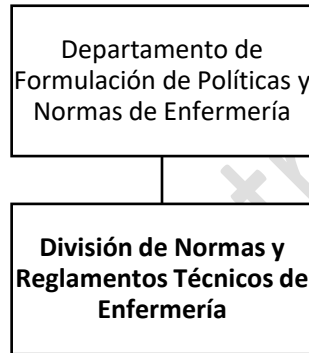 Departamento de
Formulación de Políticas y
Normas de Enfermería
División de Normas y
Reglamentos Técnicos de
Enfermería